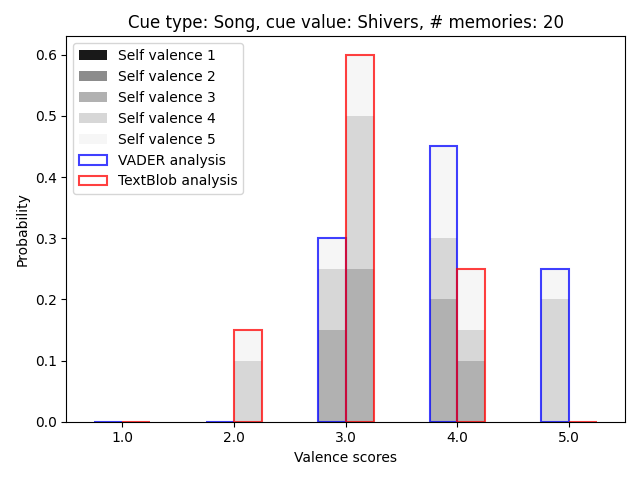 Cue type: Song, cue value: Shivers, # memories: 20
Self valence 1
Self valence 2
Self valence 3
Self valence 4
Self valence 5
VADER analysis
TextBlob analysis
Probability
0.6
0.5
0.4
0.3
0.2
0.1
0.0
1.0 2.0 3.0 4.0 5.0
Valence scores